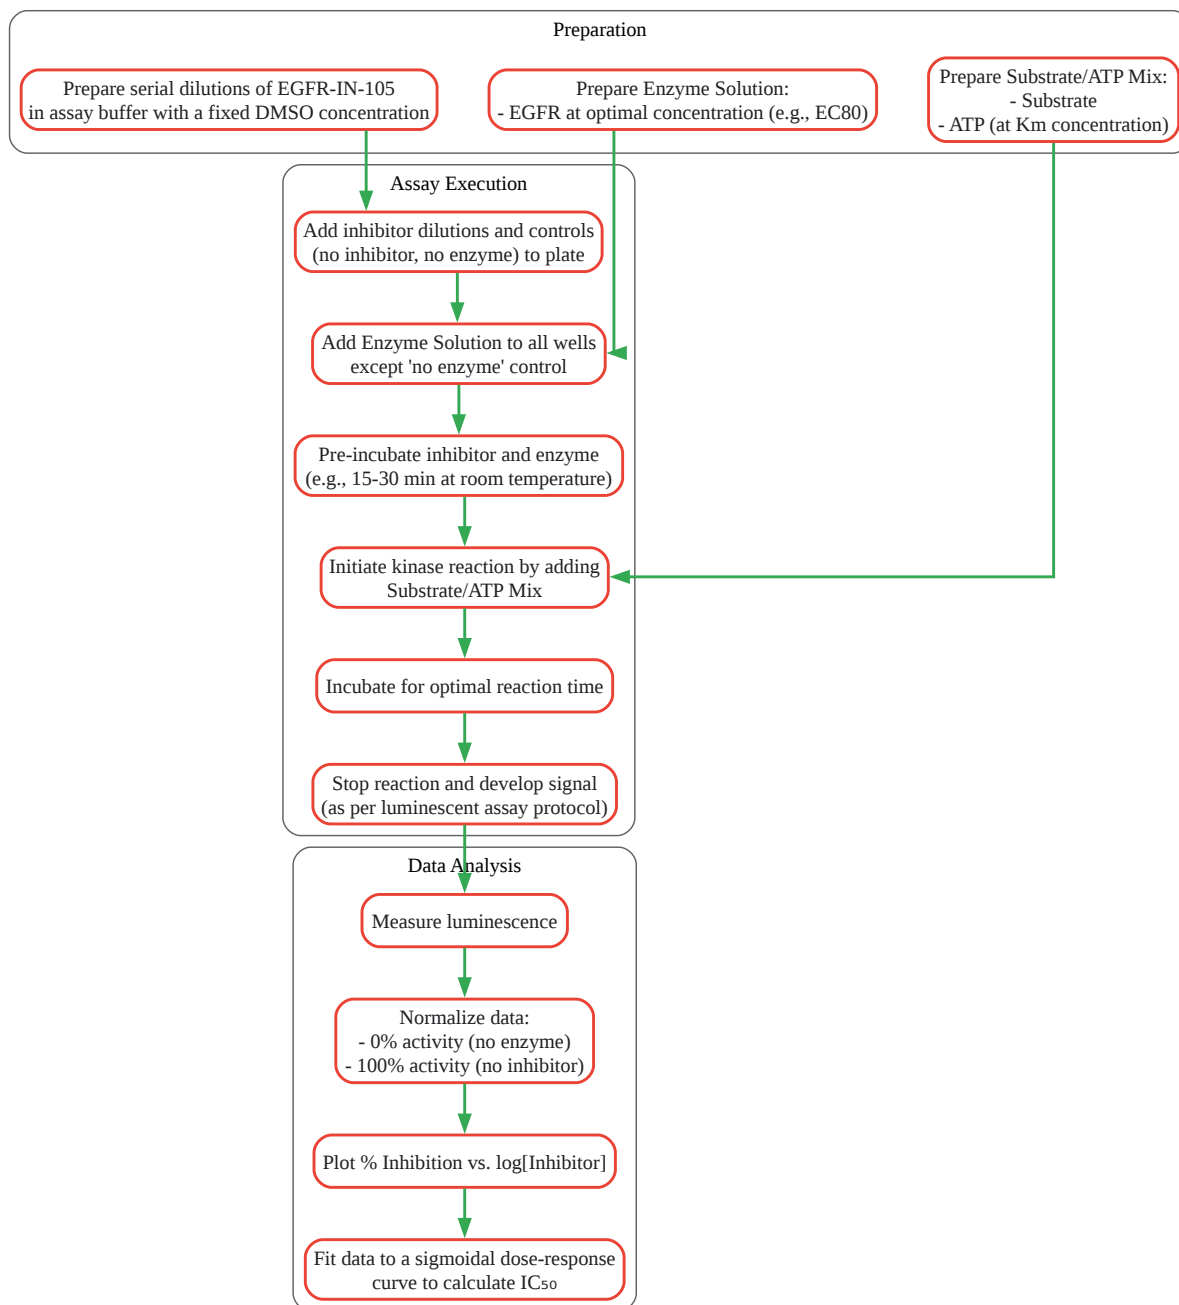 Preparation
Prepare serial dilutions of EGFR-IN-105
in assay buffer with a fixed DMSO concentration
Prepare Enzyme Solution:
- EGFR at optimal concentration (e.g., EC80)
Prepare Substrate/ATP Mix:
- Substrate
- ATP (at Km concentration)
Assay Execution
Add inhibitor dilutions and controls
(no inhibitor, no enzyme) to plate
Add Enzyme Solution to all wells
except 'no enzyme' control
Pre-incubate inhibitor and enzyme
(e.g., 15-30 min at room temperature)
Initiate kinase reaction by adding
Substrate/ATP Mix
Incubate for optimal reaction time
Stop reaction and develop signal
(as per luminescent assay protocol)
Data Analysis
Measure luminescence
Normalize data:
- 0% activity (no enzyme)
- 100% activity (no inhibitor)
Plot % Inhibition vs. log[Inhibitor]
Fit data to a sigmoidal dose-response
curve to calculate IC₅₀